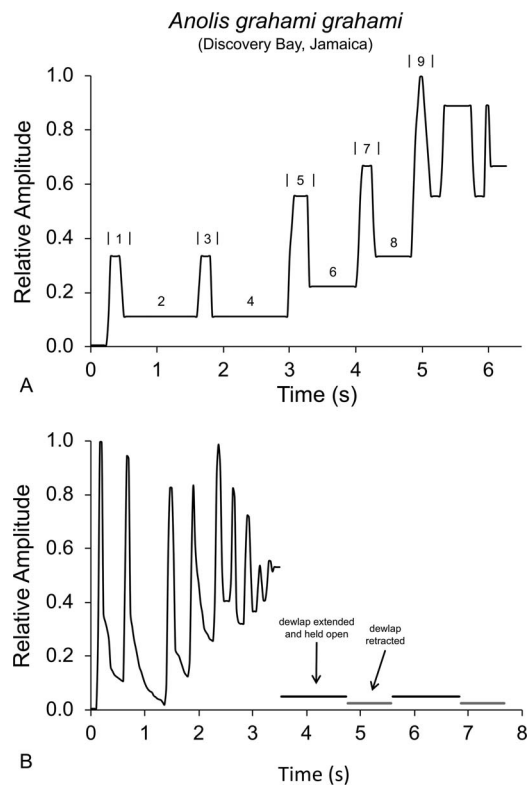 Anolis grahami grahami
(Discovery Bay, Jamaica)
Relative Amplitude
1.0
0.8
0.6
0.4
0.2
0.0
1
2
3
4
5
6
7
8
9
0 1 2 3 4 5 6
Time (s)
A
Relative Amplitude
1.0
0.8
0.6
0.4
0.2
0.0
dewlap extended
and held open
dewlap
retracted
0 1 2 3 4 5 6 7 8
Time (s)
B